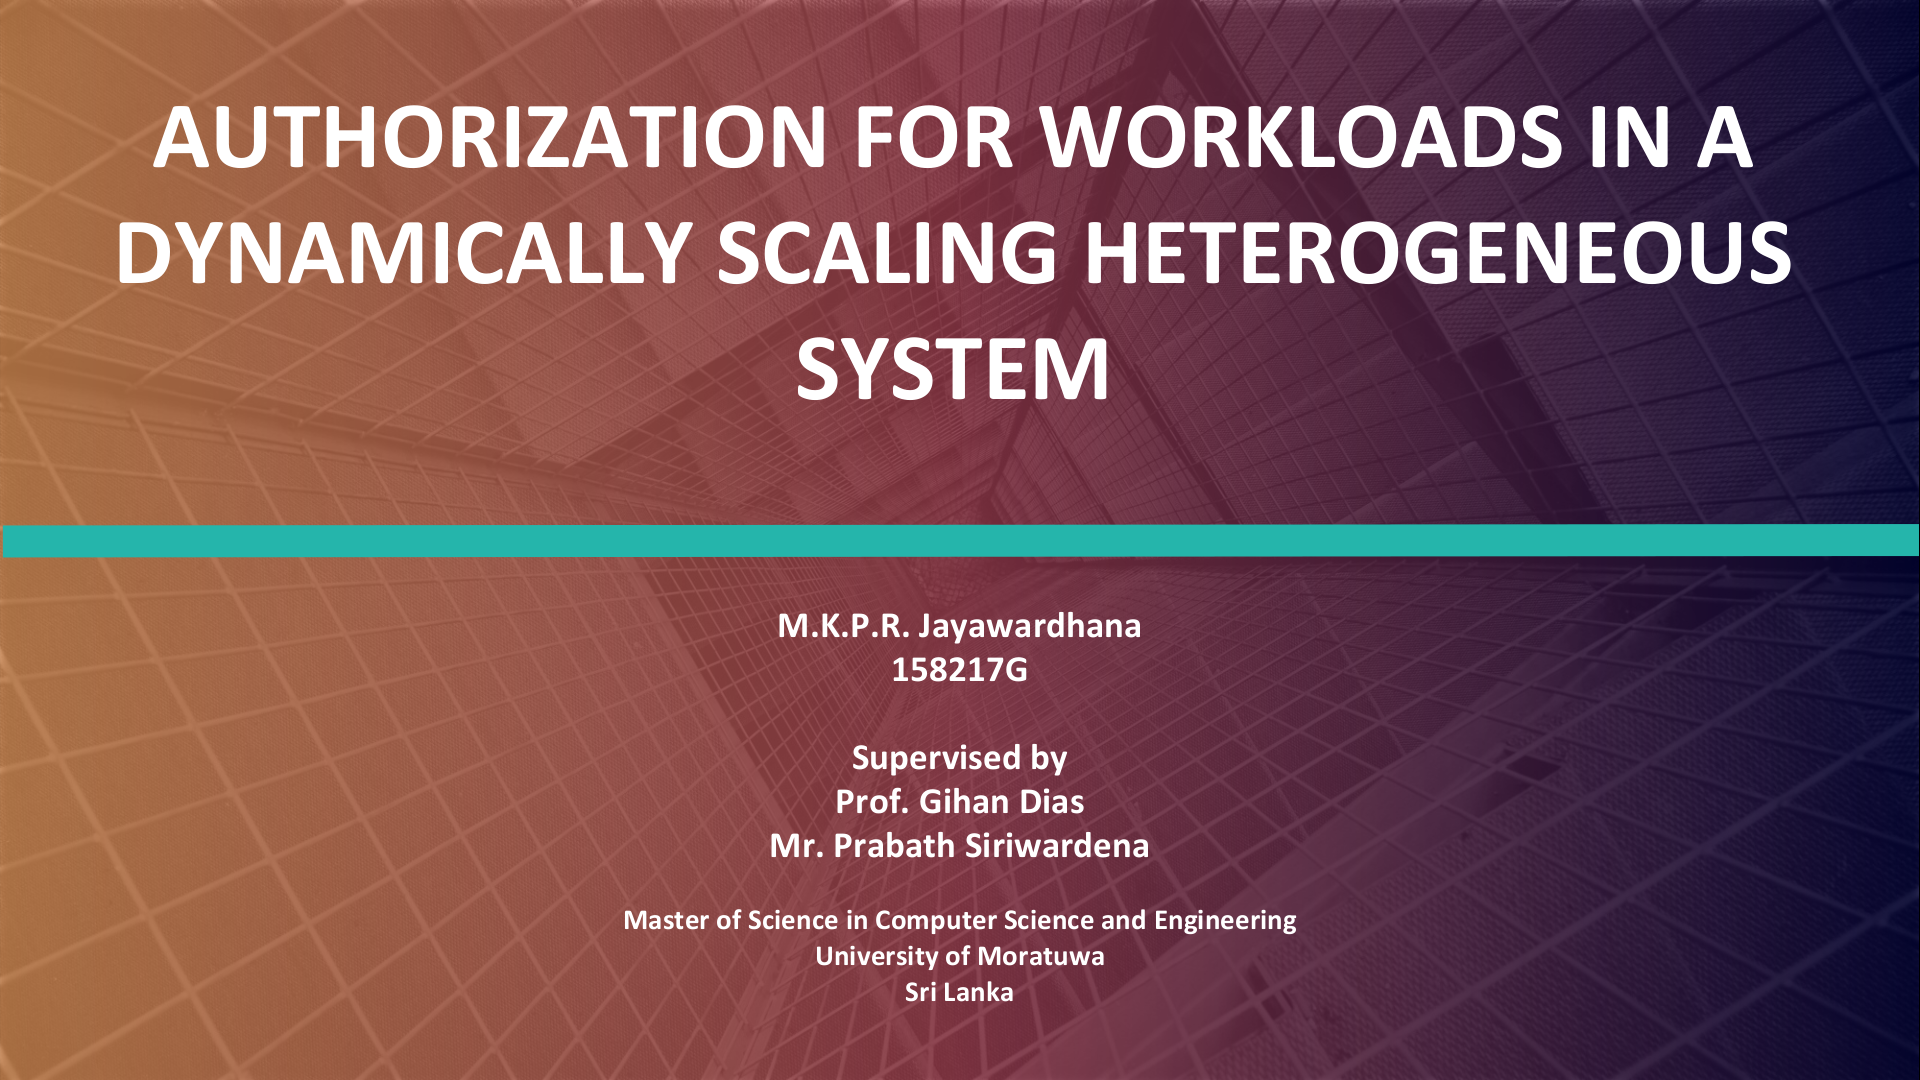 AUTHORIZATION FOR WORKLOADS IN A
DYNAMICALLY SCALING HETEROGENEOUS
SYSTEM
M.K.P.R. Jayawardhana
158217G
Supervised by
Prof. Gihan Dias
Mr. Prabath Siriwardena
Master of Science in Computer Science and Engineering
University of Moratuwa
Sri Lanka